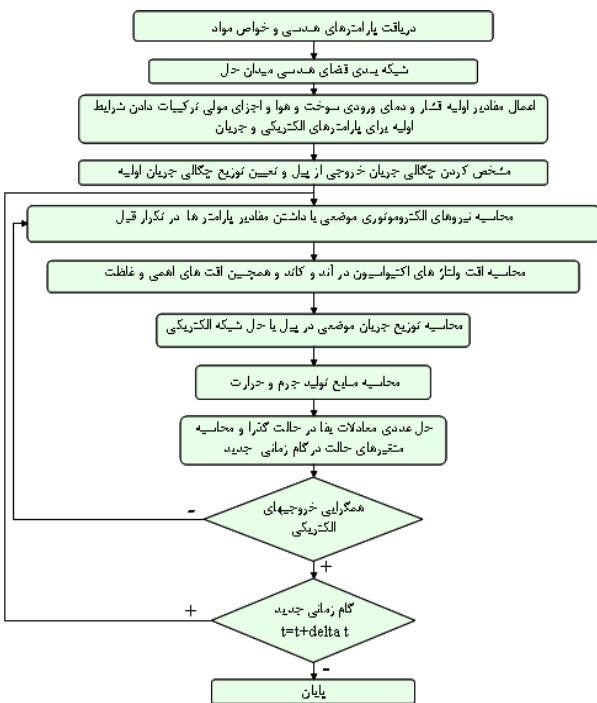 دریافت پارامترهای هندسی و خواص مواد
شبکه بندی فضای هندسی میدان حل
اعمال مقادیر اولیه فشار و دمای ورودی سوخت و هوا و اجزای مولی ترکیبات دادن شرایط
اولیه برای پارامترهای الکتریکی و جریان
مشخص کردن چگالی جریان خروجی از پیل و تعیین توزیع چگالی جریان اولیه
محاسبه نیروهای الکتروموتوری موضعی با داشتن مقادیر پارامتر ها در تکرار قبل
محاسبه افت ولتاژ های اکتیواسیون در آند و کاتد و همچنین افت های اهمی و غلظت
محاسبه توزیع جریان موضعی در پیل با حل شبکه الکتریکی
محاسبه منابع تولید جرم و حرارت
حل عددی معادلات بقا در حالت گذرا و محاسبه
متغیرهای حالت در گام زمانی جدید
همگرایی خروجیهای
الکتریکی
-
+
گام زمانی جدید
t=t+delta t
+
-
پایان